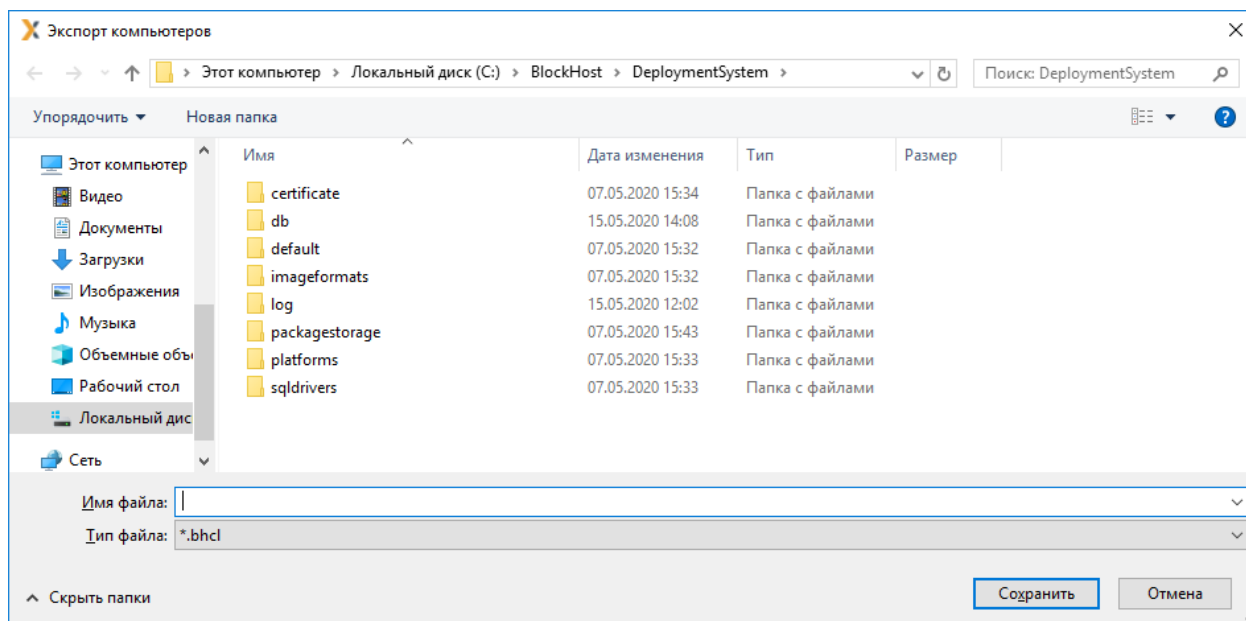 Экспорт компьютеров
Этот компьютер > Локальный диск (C:) > BlockHost > DeploymentSystem >
Поиск: DeploymentSystem
Упорядочить
Новая папка
Имя Дата изменения Тип Размер
Этот компьютер
Видео
Документы
Загрузки
Изображения
Музыка
Объемные объ
Рабочий стол
Локальный дис
Сеть
certificate 07.05.2020 15:34 Папка с файлами
db 15.05.2020 14:08 Папка с файлами
default 07.05.2020 15:32 Папка с файлами
imageformats 07.05.2020 15:32 Папка с файлами
log 15.05.2020 12:02 Папка с файлами
packagestorage 07.05.2020 15:43 Папка с файлами
platforms 07.05.2020 15:33 Папка с файлами
sqldrivers 07.05.2020 15:33 Папка с файлами
Имя файла:
Тип файла: *.bhcl
Скрыть папки
Сохранить
Отмена